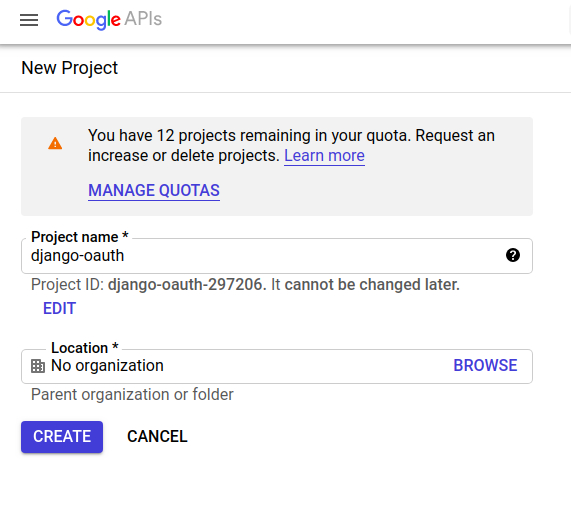 Google APIs
New Project
You have 12 projects remaining in your quota. Request an
increase or delete projects. Learn more
MANAGE QUOTAS
Project name *
django-oauth
Project ID: django-oauth-297206. It cannot be changed later.
EDIT
Location *
No organization BROWSE
Parent organization or folder
CREATE CANCEL